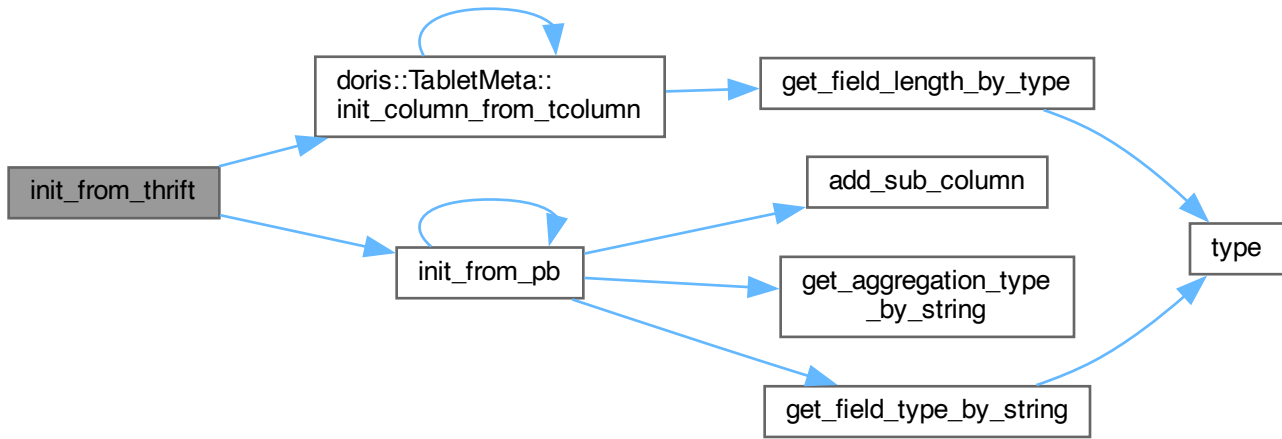 init_from_thrift
doris::TabletMeta::
init_column_from_tcolumn
init_from_pb
get_field_length_by_type
add_sub_column
get_aggregation_type
_by_string
get_field_type_by_string
type